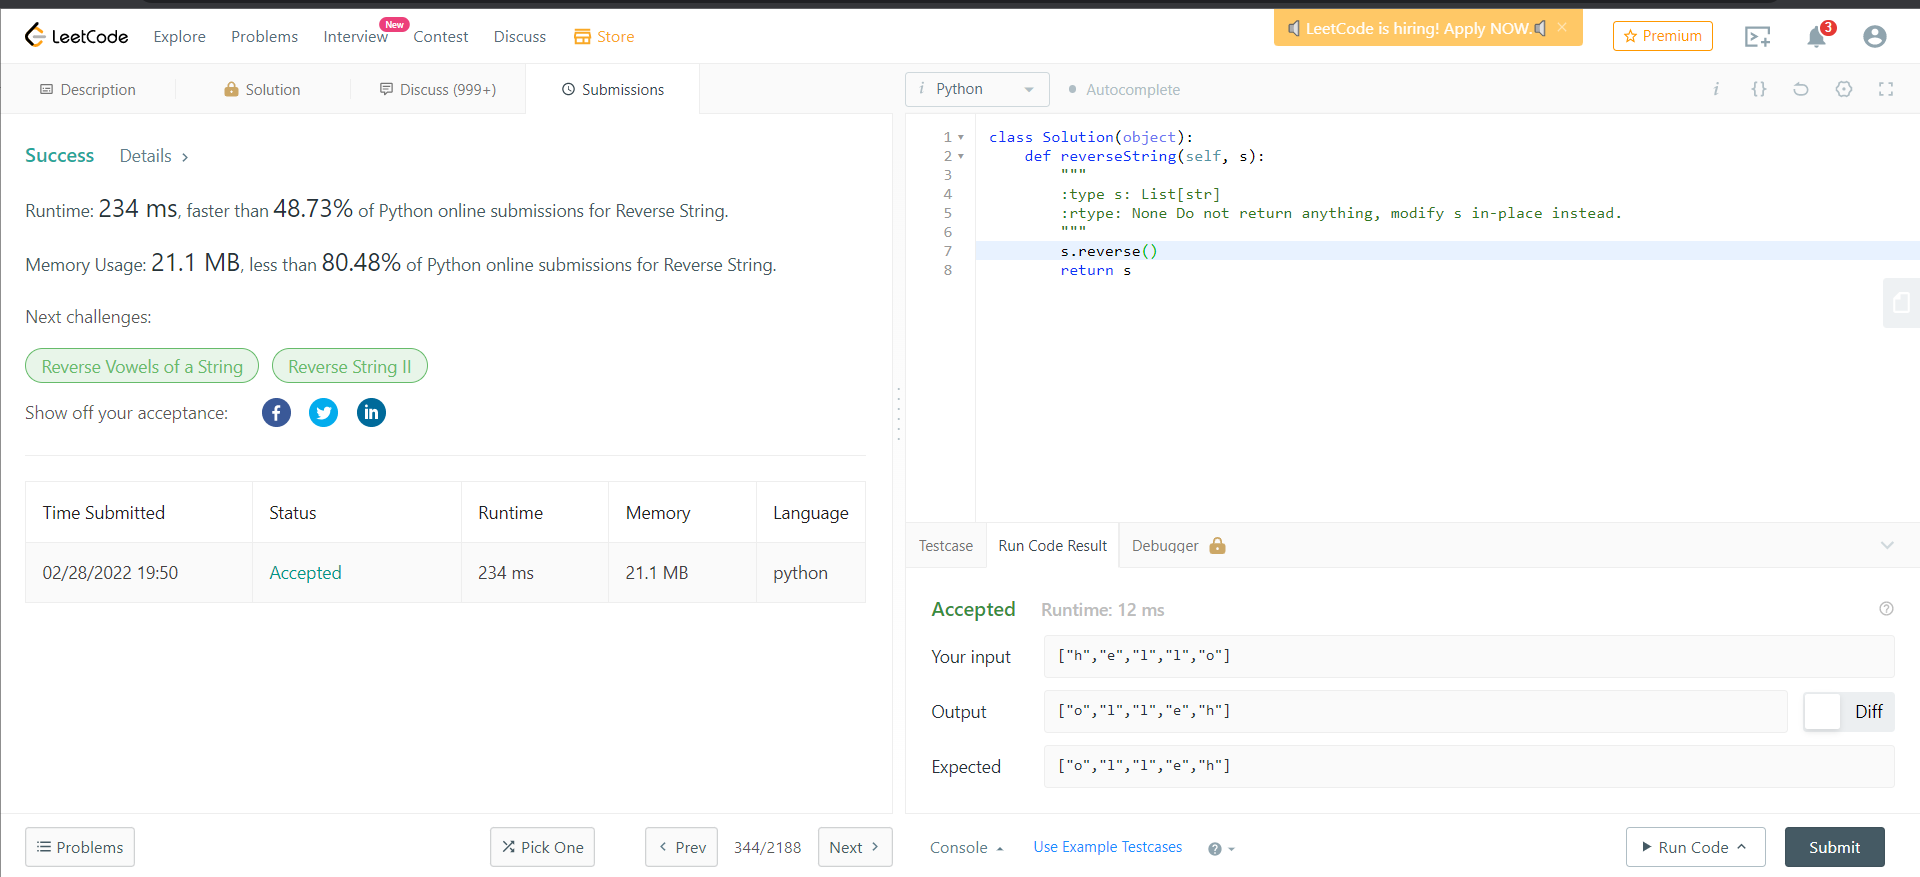 LeetCode Explore Problems Interview New Contest Discuss Store LeetCode is hiring! Apply NOW. × Premium 3
Description Solution Discuss (999+) Submissions
i Python Autocomplete i {}
Success Details >
Runtime: 234 ms, faster than 48.73% of Python online submissions for Reverse String.
Memory Usage: 21.1 MB, less than 80.48% of Python online submissions for Reverse String.
Next challenges:
Reverse Vowels of a String Reverse String II
Show off your acceptance: f in
Time Submitted Status Runtime Memory Language
02/28/2022 19:50 Accepted 234 ms 21.1 MB python
1 class Solution(object):
2 def reverseString(self, s):
3 """
4 :type s: List[str]
5 :rtype: None Do not return anything, modify s in-place instead.
6 """
7 s.reverse()
8 return s
Testcase Run Code Result Debugger
Accepted Runtime: 12 ms ?
Your input ["h","e","l","l","o"]
Output ["o","l","l","e","h"] Diff
Expected ["o","l","l","e","h"]
Problems Pick One < Prev 344/2188 Next > Console Use Example Testcases ? Run Code Submit